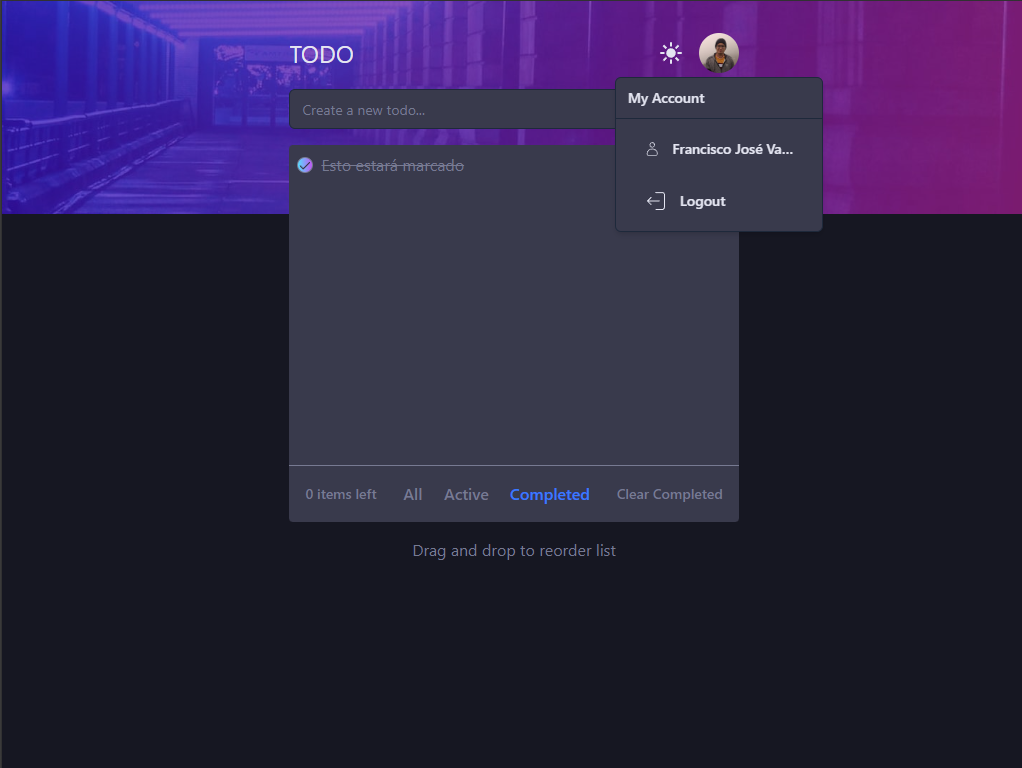 TODO
My Account
Create a new todo...
Francisco José Va...
Esto estará marcado
Logout
0 items left
All
Active
Completed
Clear Completed
Drag and drop to reorder list